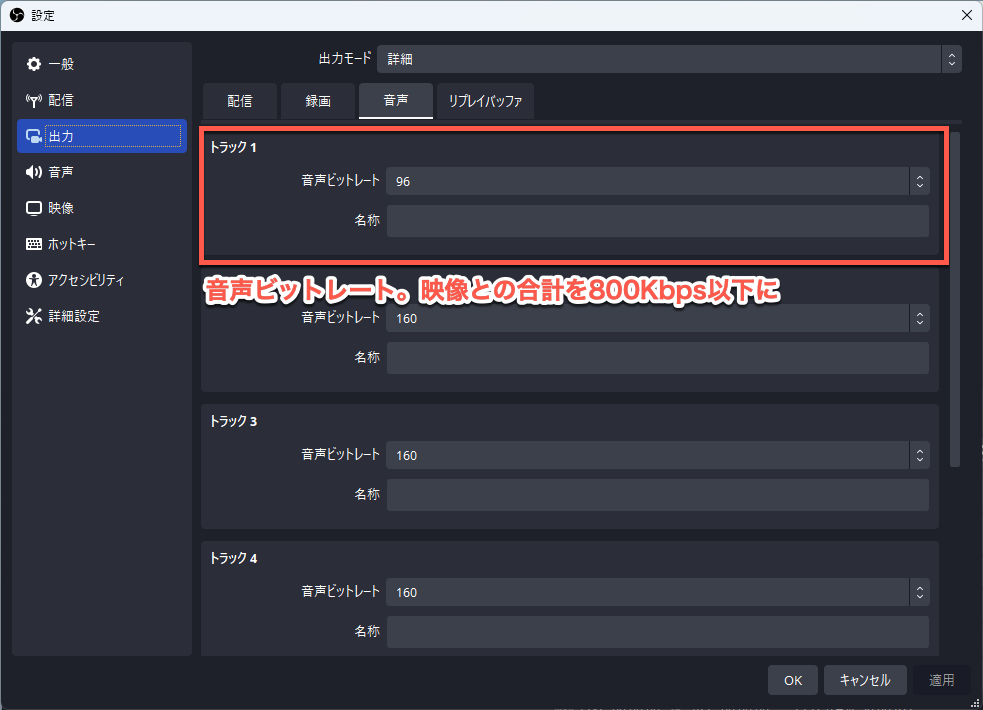 設定
一般
配信
出力
音声
映像
ホットキー
アクセシビリティ
詳細設定
出力モード 詳細
配信 録画 音声 リプレイバッファ
トラック 1
音声ビットレート 96
名称
音声ビットレート。映像との合計を800Kbps以下に
音声ビットレート 160
名称
トラック 3
音声ビットレート 160
名称
トラック 4
音声ビットレート 160
名称
OK キャンセル 適用